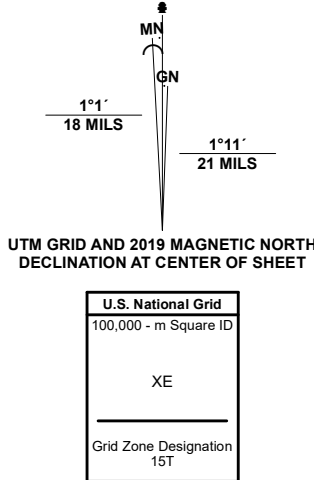 MN
GN
1°1´
18 MILS
1°11´
21 MILS
UTM GRID AND 2019 MAGNETIC NORTH
DECLINATION AT CENTER OF SHEET
U.S. National Grid
100,000 - m Square ID
XE
Grid Zone Designation
15T